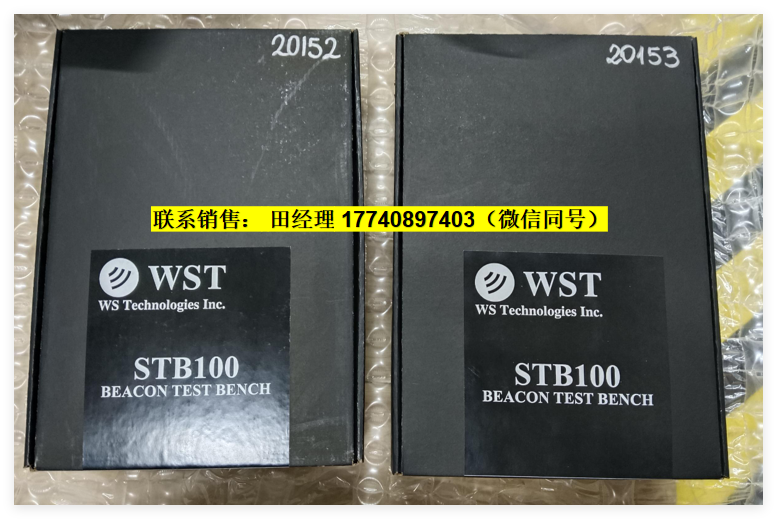 20152
20153
联系销售： 田经理 17740897403（微信同号）
WST
WS Technologies Inc.
STB100
BEACON TEST BENCH
WST
WS Technologies Inc.
STB100
BEACON TEST BENCH